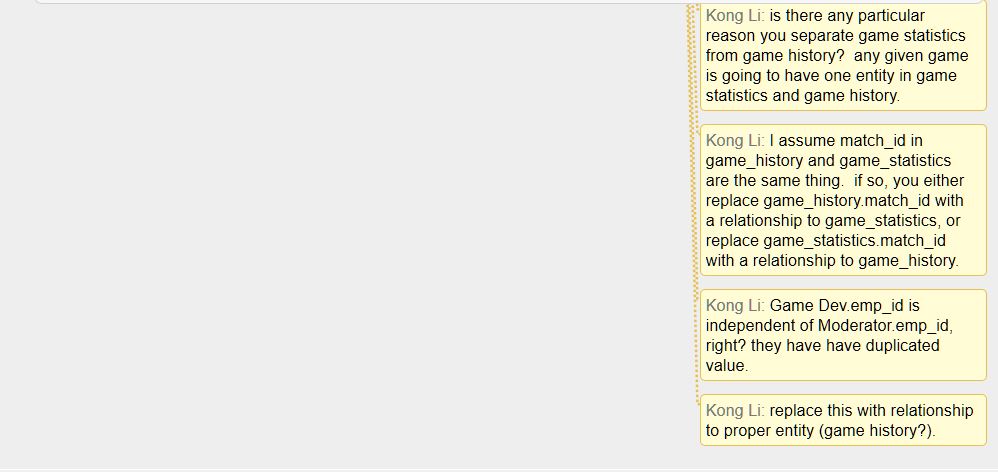 Kong Li: is there any particular
reason you separate game statistics
from game history?  any given game
is going to have one entity in game
statistics and game history.
Kong Li: I assume match_id in
game_history and game_statistics
are the same thing.  if so, you either
replace game_history.match_id with
a relationship to game_statistics, or
replace game_statistics.match_id
with a relationship to game_history.
Kong Li: Game Dev.emp_id is
independent of Moderator.emp_id,
right? they have have duplicated
value.
Kong Li: replace this with relationship
to proper entity (game history?).